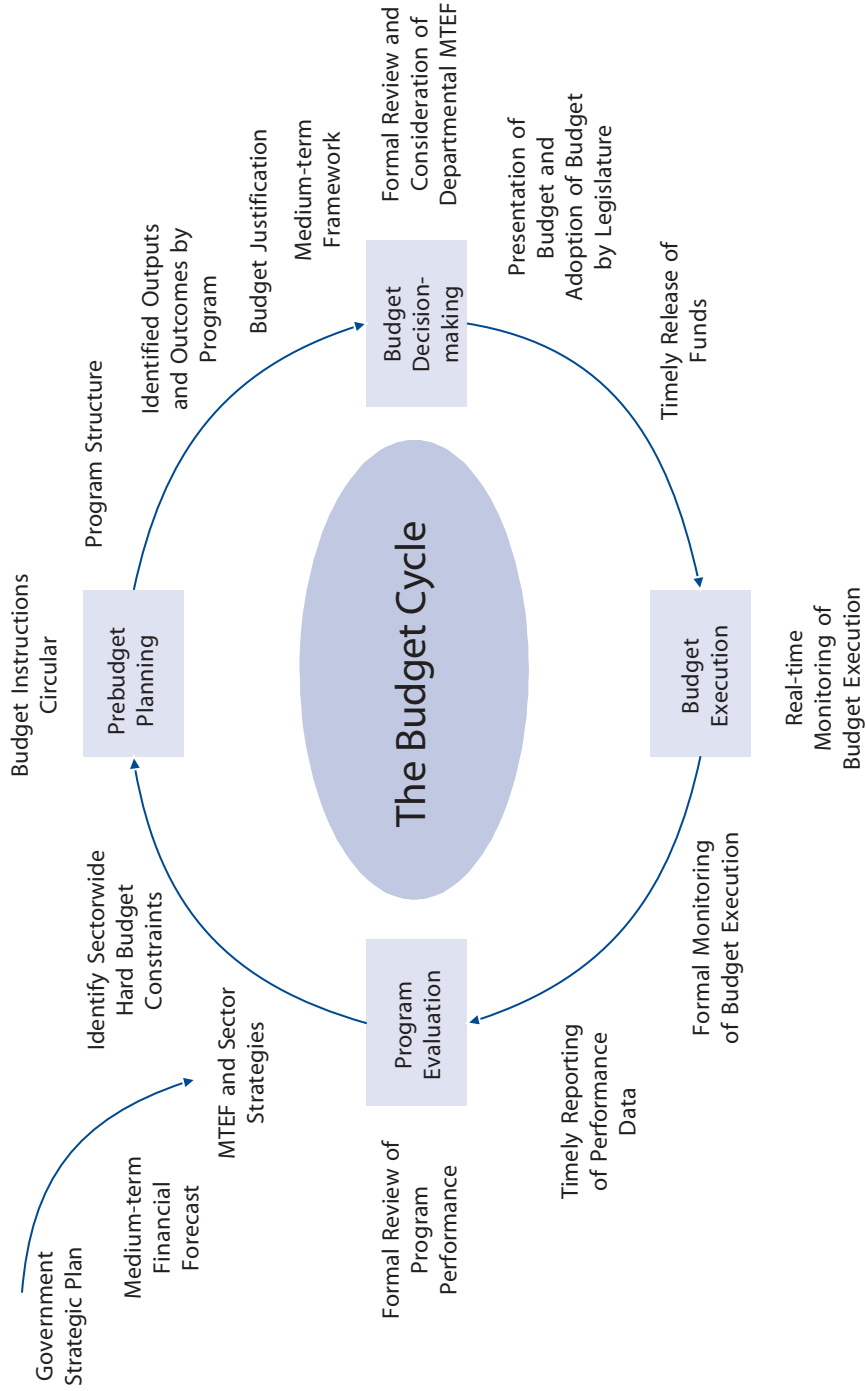 Government
Strategic Plan
Medium-term
Financial
Forecast
MTEF and Sector
Strategies
Identify Sectorwide
Hard Budget
Constraints
Budget Instructions
Circular
Prebudget
Planning
Program Structure
Identified Outputs
and Outcomes by
Program
Budget Justification
Medium-term
Framework
Budget
Decision-
making
Formal Review and
Consideration of
Departmental MTEF
Presentation of
Budget and
Adoption of Budget
by Legislature
Timely Release of
Funds
Budget
Execution
Real-time
Monitoring of
Budget Execution
Formal Monitoring
of Budget Execution
Timely Reporting
of Performance
Data
Program
Evaluation
Formal Review of
Program
Performance
The Budget Cycle